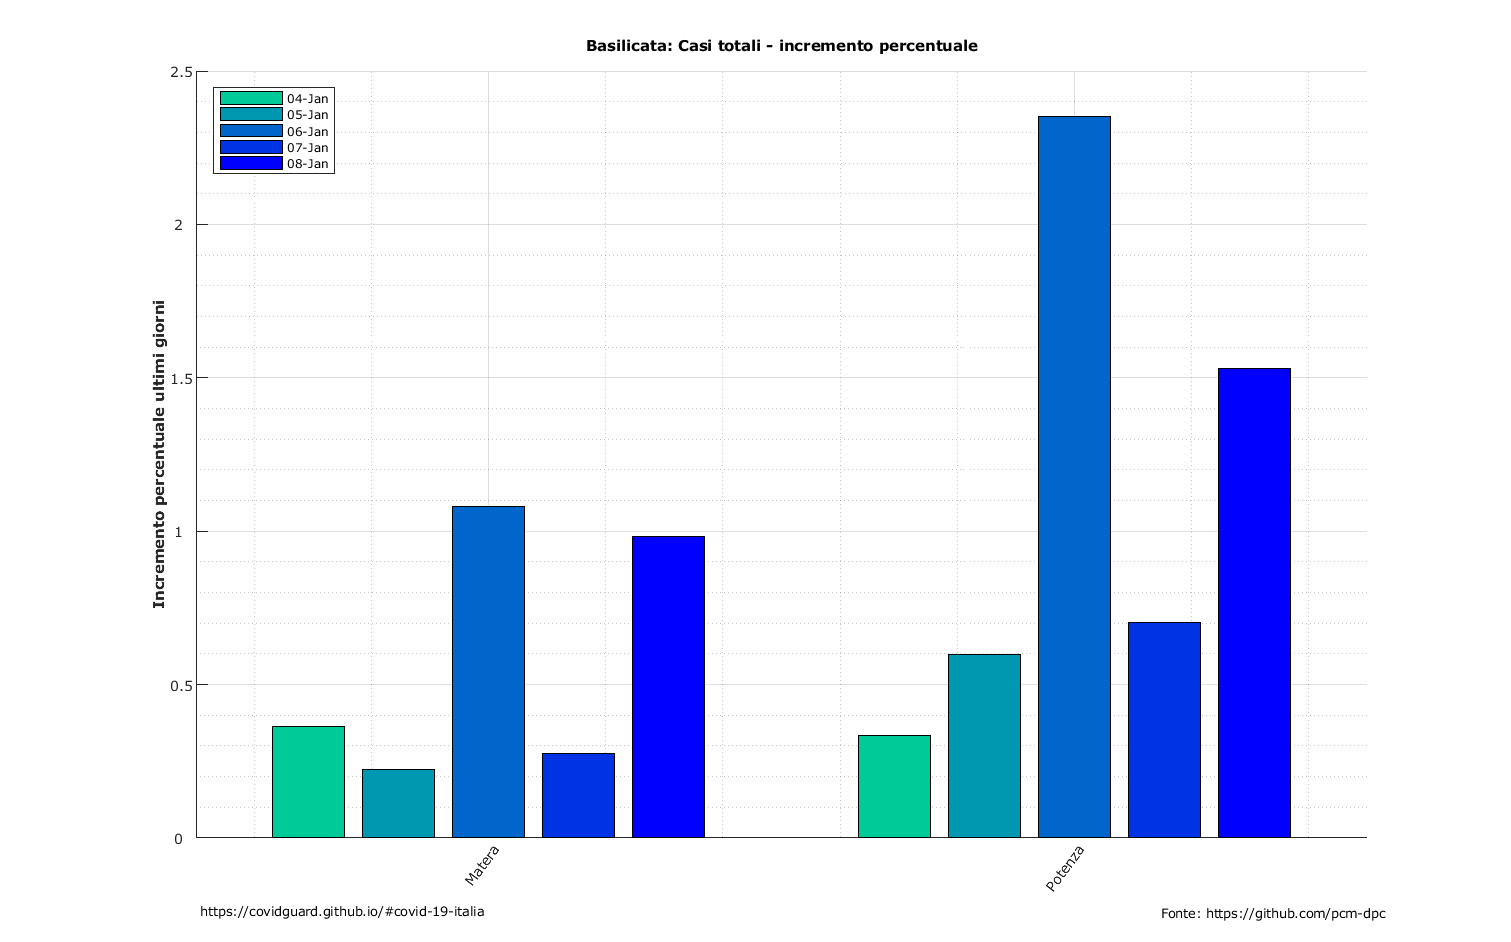 Basilicata: Casi totali - incremento percentuale
2.5
2
1.5
1
0.5
0
Incremento percentuale ultimi giorni
04-Jan
05-Jan
06-Jan
07-Jan
08-Jan
Matera
Potenza
https://covidguard.github.io/#covid-19-italia
Fonte: https://github.com/pcm-dpc